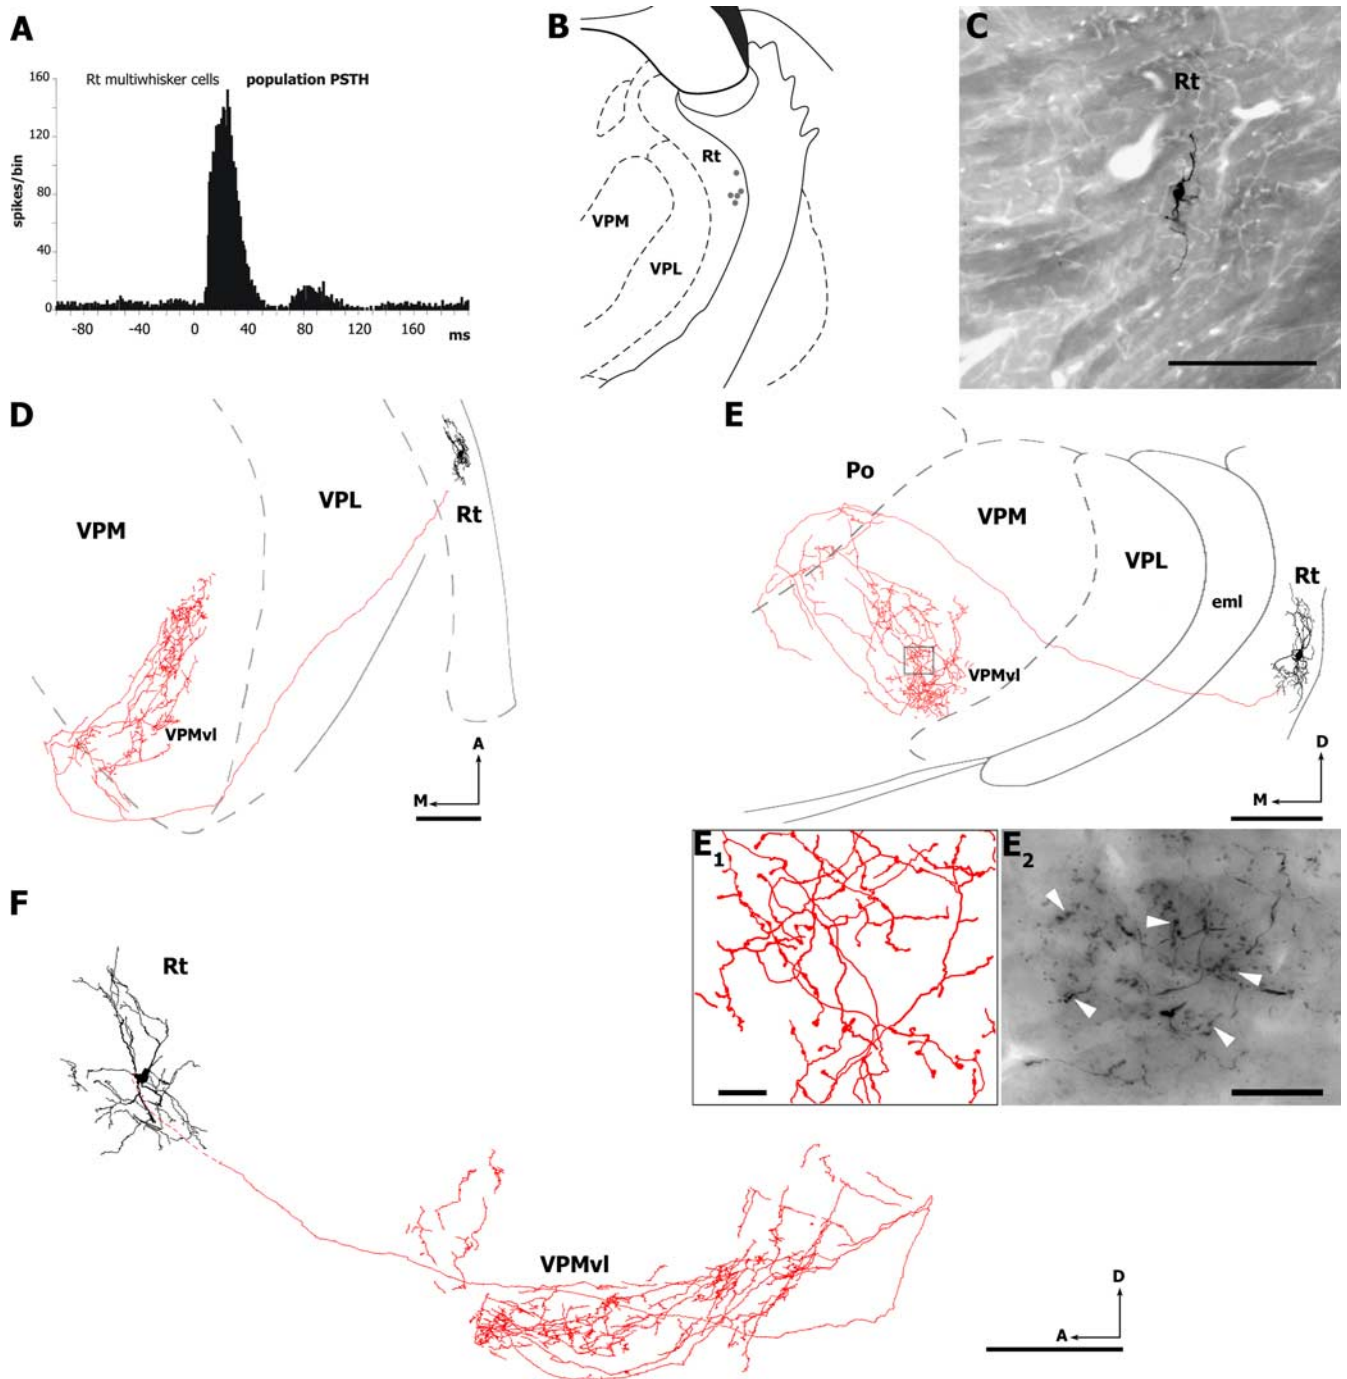 A
Rt multiwhisker cells population PSTH
160
120
80
40
0
spikes/bin
-80 -40 0 40 80 120 160 ms
B
Rt
VPM
VPL
C
Rt
D
VPM
VPL
Rt
VPMvl
A
M
E
Po
VPM
VPL
eml
Rt
VPMvl
D
M
E1
E2
F
Rt
VPMvl
D
A